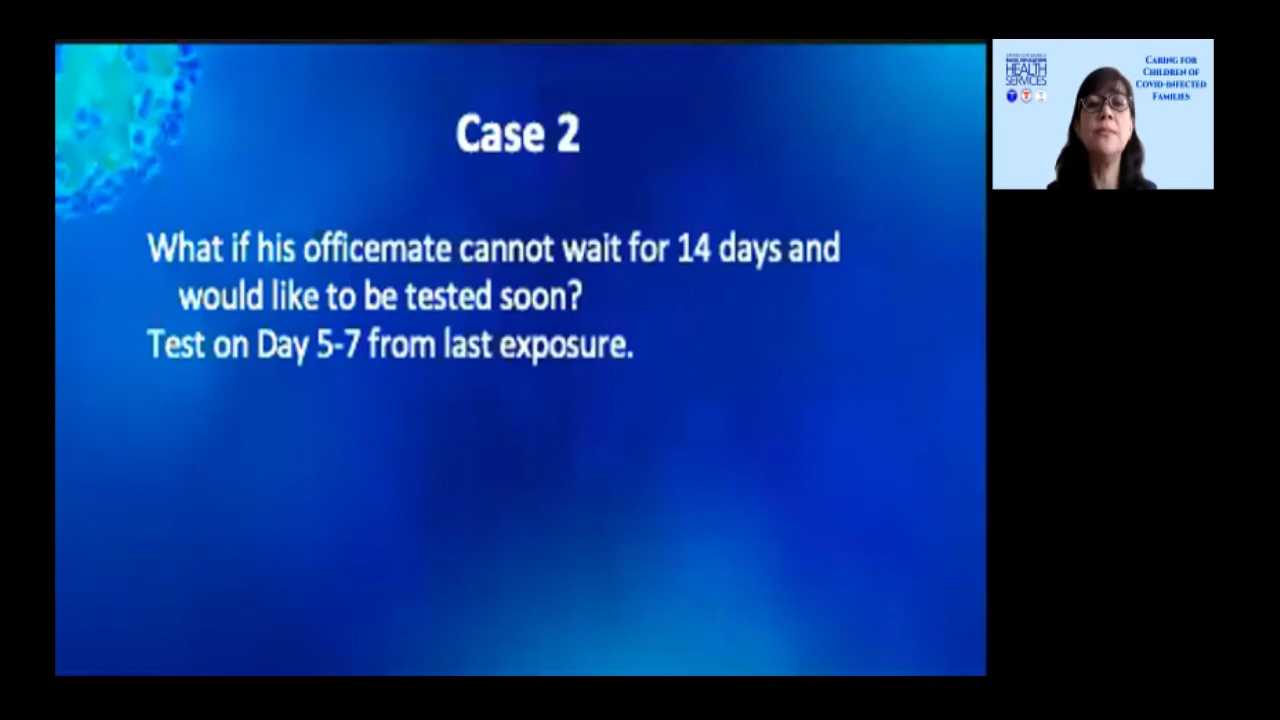 Case 2
What if his officemate cannot wait for 14 days and
would like to be tested soon?
Test on Day 5-7 from last exposure.
HEALTH
SERVICES
CARING FOR
CHILDREN OF
COVID-INFECTED
FAMILIES